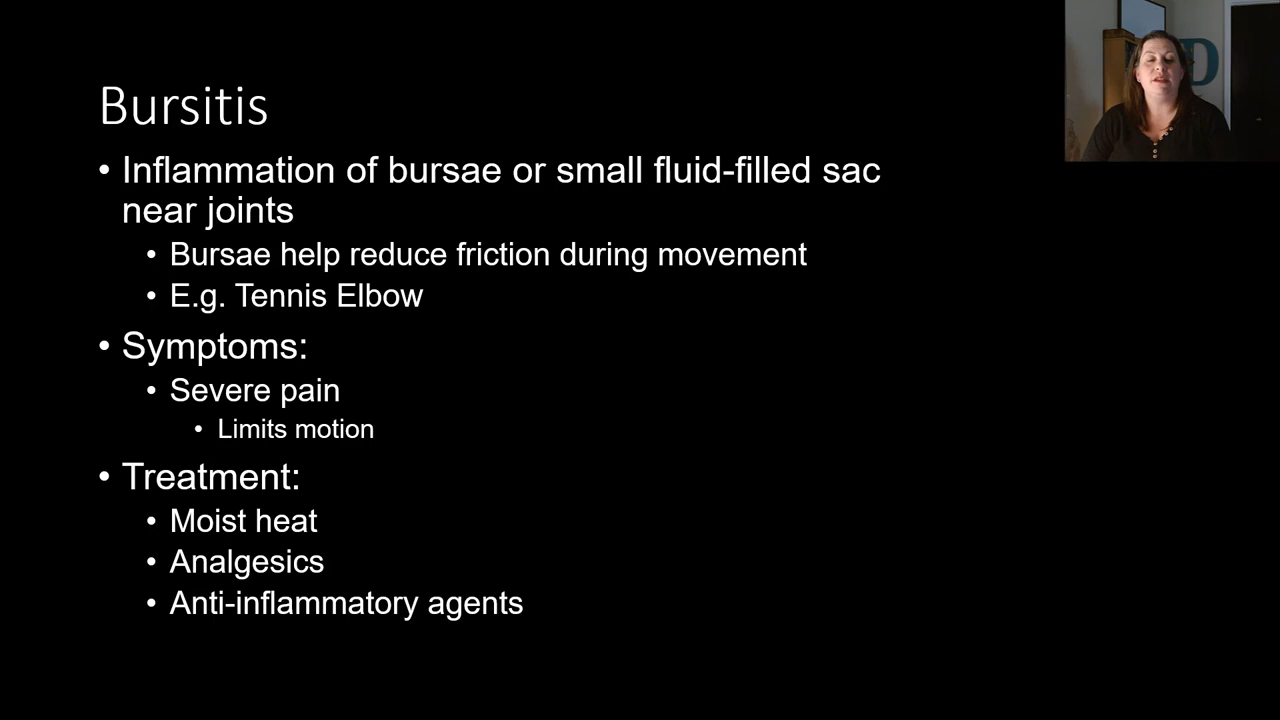 Bursitis
• Inflammation of bursae or small fluid-filled sac
near joints
• Bursae help reduce friction during movement
• E.g. Tennis Elbow
• Symptoms:
• Severe pain
• Limits motion
• Treatment:
• Moist heat
• Analgesics
• Anti-inflammatory agents
D